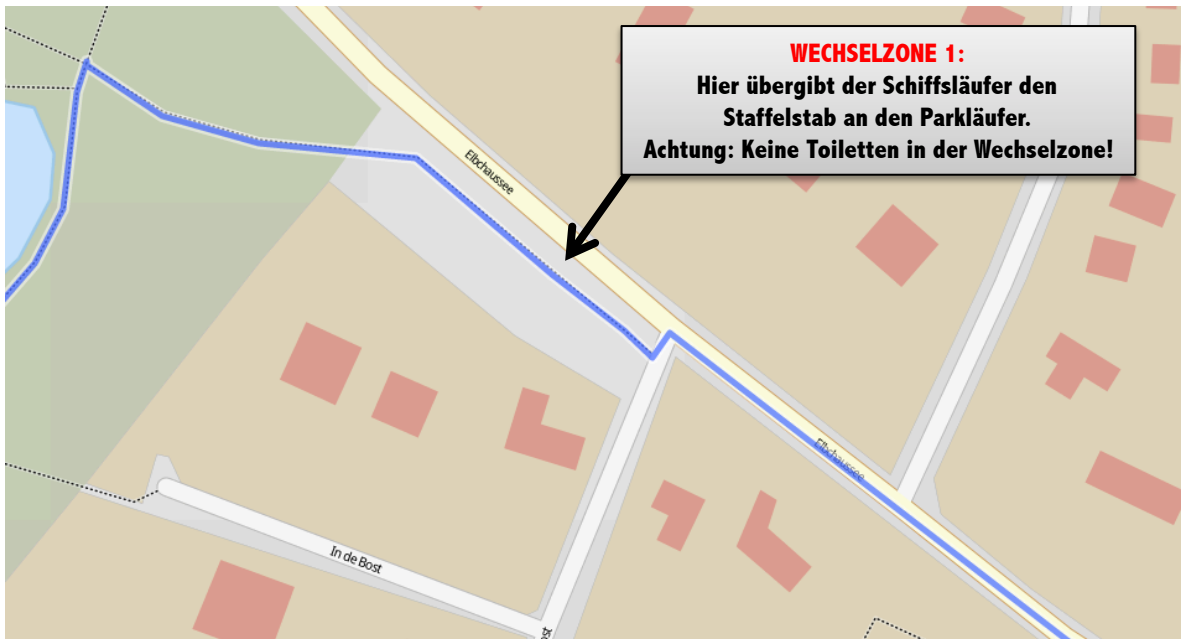 WECHSELZONE 1:
Hier übergibt der Schiffsläufer den
Staffelstab an den Parkläufer.
Achtung: Keine Toiletten in der Wechselzone!
Elbchaussee
Elbchaussee
In de Bost